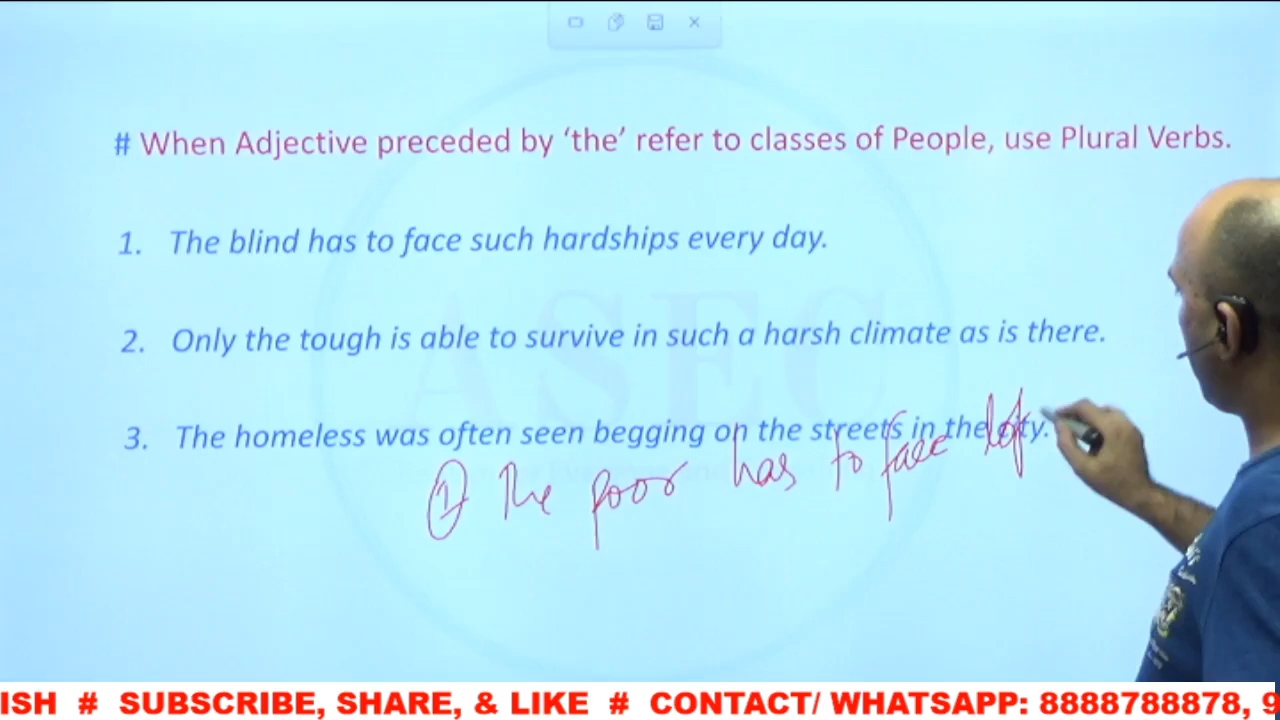 # When Adjective preceded by 'the' refer to classes of People, use Plural Verbs.
1. The blind has to face such hardships every day.
2. Only the tough is able to survive in such a harsh climate as is there.
3. The homeless was often seen begging on the streets in the city.
① The poor has to face
ASEC
ISH # SUBSCRIBE, SHARE, & LIKE # CONTACT/ WHATSAPP: 8888788878, 9